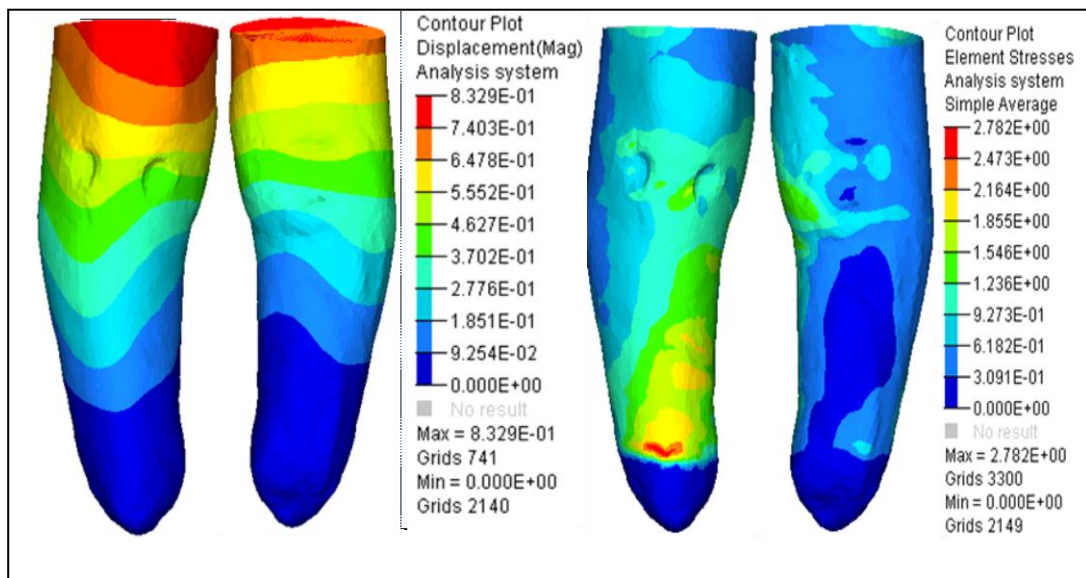 Contour Plot
Displacement(Mag)
Analysis system
8.329E-01
7.403E-01
6.478E-01
5.552E-01
4.627E-01
3.702E-01
2.776E-01
1.851E-01
9.254E-02
0.000E+00
No result
Max = 8.329E-01
Grids 741
Min = 0.000E+00
Grids 2140
Contour Plot
Element Stresses
Analysis system
Simple Average
2.782E+00
2.473E+00
2.164E+00
1.855E+00
1.546E+00
1.236E+00
9.273E-01
6.182E-01
3.091E-01
0.000E+00
No result
Max = 2.782E+00
Grids 3300
Min = 0.000E+00
Grids 2149